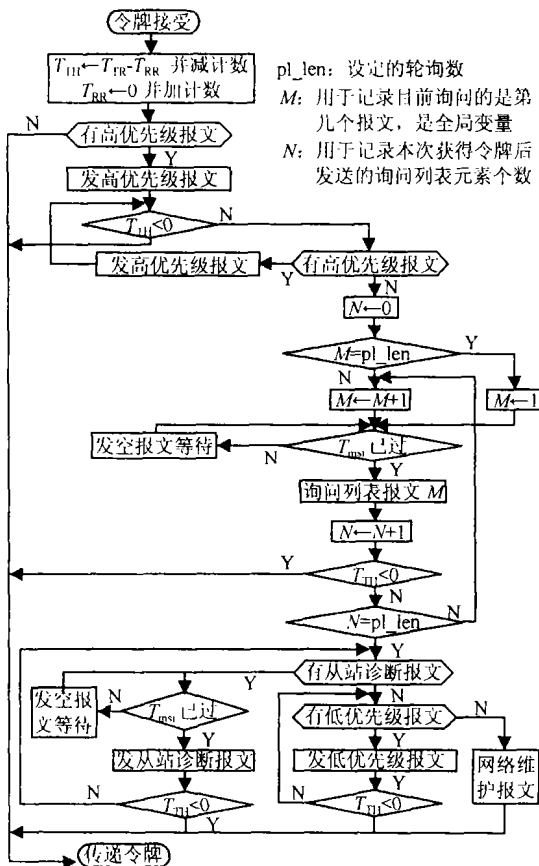 令牌接受
T_TH←T_TR-T_RR 并减计数
T_RR←0 并加计数
pl_len：设定的轮询数
M：用于记录目前询问的是第
几个报文，是全局变量
N：用于记录本次获得令牌后
发送的询问列表元素个数
N
有高优先级报文
Y
发高优先级报文
T_TH<0
N
Y
发高优先级报文
Y
有高优先级报文
N
N←0
M=pl_len
Y
N
M←M+1
M←1
发空报文等待
N
T_msi 已过
Y
询问列表报文 M
N←N+1
Y
T_TH<0
N
N=pl_len
N
Y
Y
有从站诊断报文
N
发空报
文等待
N
T_msi 已过
Y
有低优先级报文
N
发从站诊断报文
发低优先级报文
Y
网络维
护报文
N
T_TH<0
Y
N
T_TH<0
Y
传递令牌